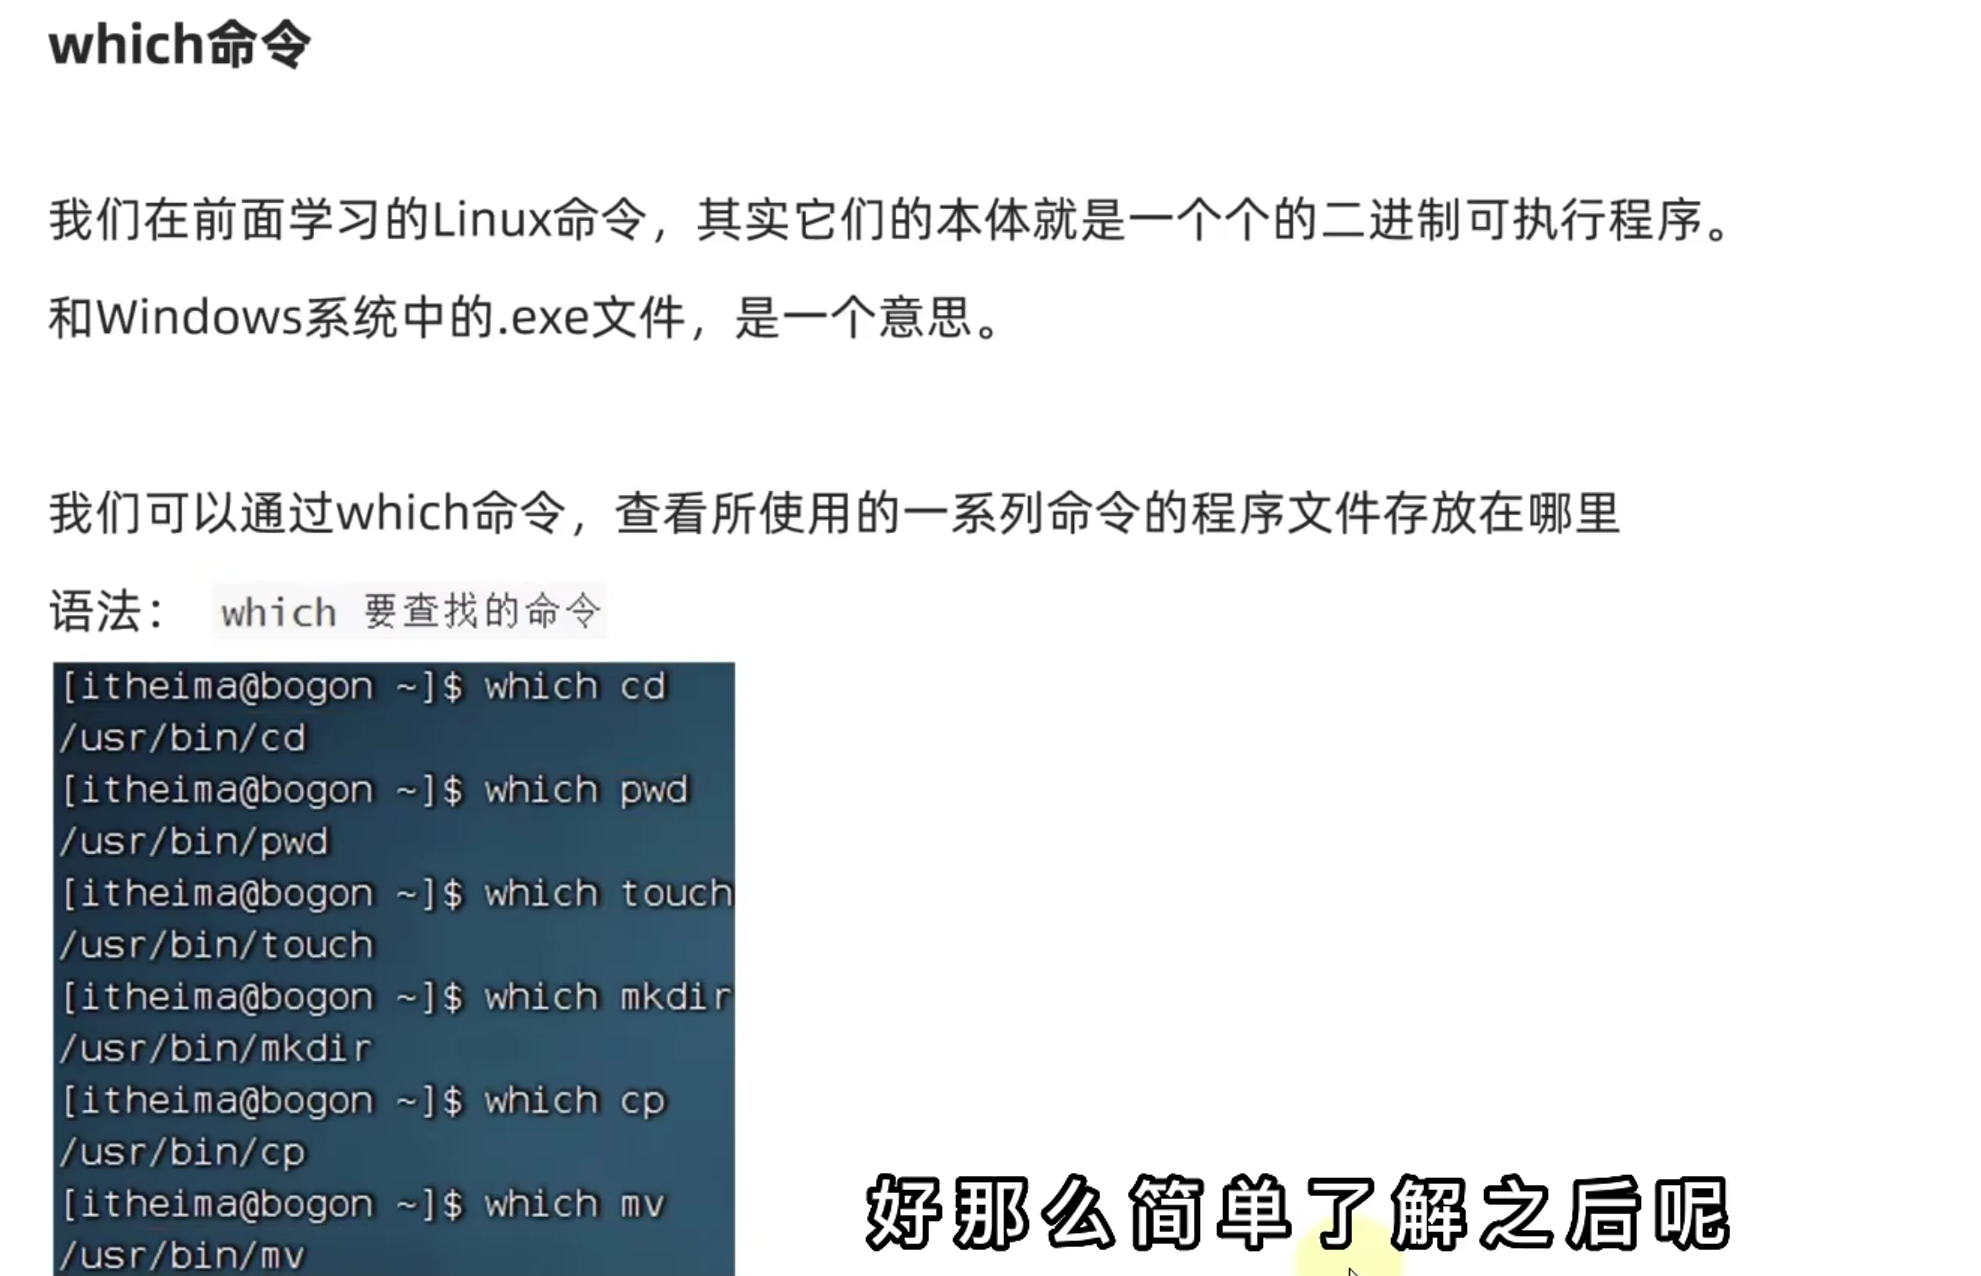 which命令
我们在前面学习的Linux命令，其实它们的本体就是一个个的二进制可执行程序。
和Windows系统中的.exe文件，是一个意思。
我们可以通过which命令，查看所使用的一系列命令的程序文件存放在哪里
语法： which 要查找的命令
[itheima@bogon ~]$ which cd
/usr/bin/cd
[itheima@bogon ~]$ which pwd
/usr/bin/pwd
[itheima@bogon ~]$ which touch
/usr/bin/touch
[itheima@bogon ~]$ which mkdir
/usr/bin/mkdir
[itheima@bogon ~]$ which cp
/usr/bin/cp
[itheima@bogon ~]$ which mv
/usr/bin/mv
好那么简单了解之后呢